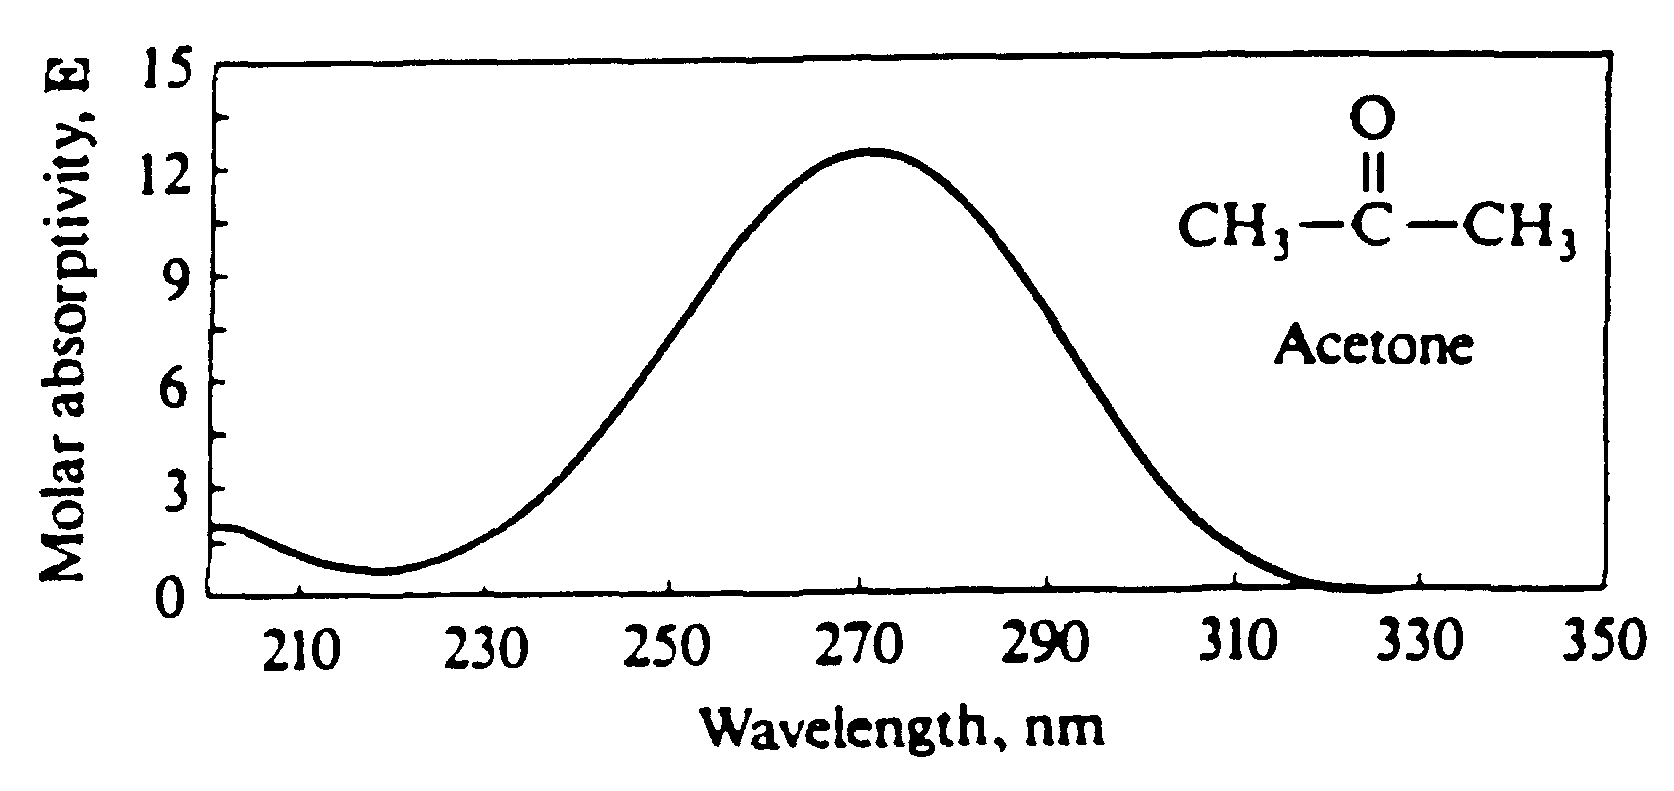 Molar absorptivity, E
15
12
9
6
3
0
O
||
CH₃—C—CH₃
Acetone
210 230 250 270 290 310 330 350
Wavelength, nm